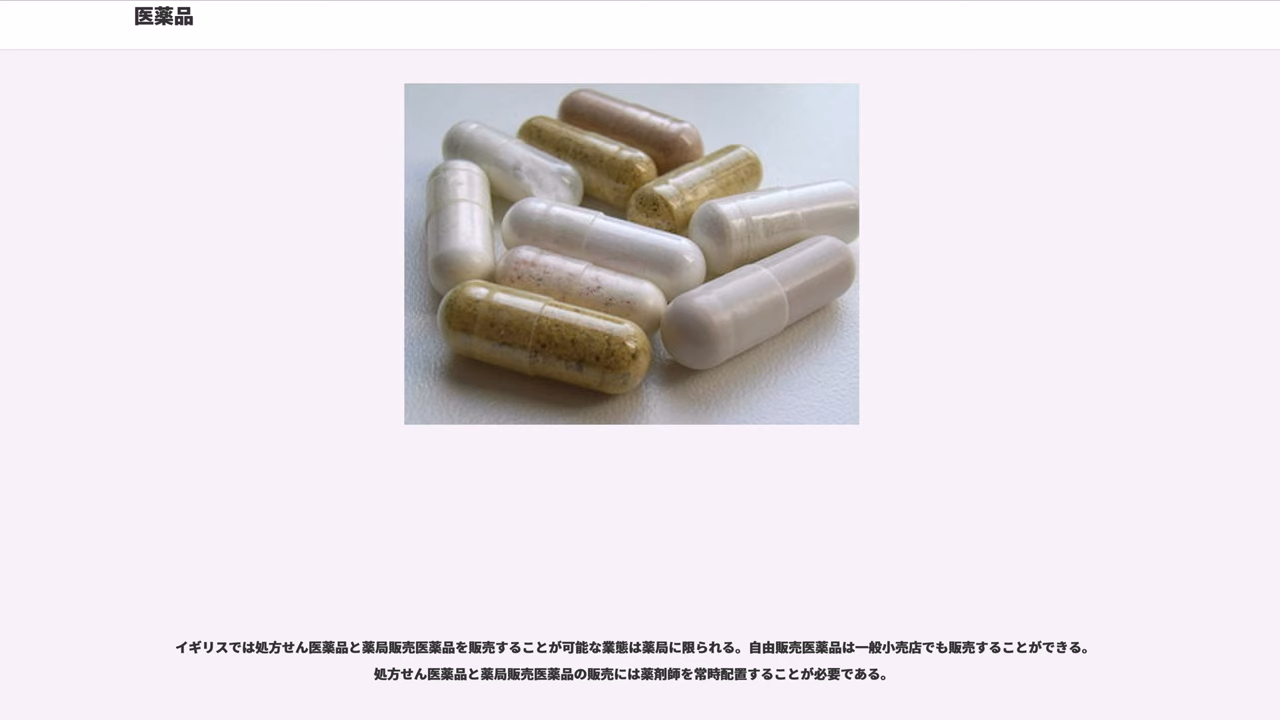 医薬品
イギリスでは処方せん医薬品と薬局販売医薬品を販売することが可能な業態は薬局に限られる。自由販売医薬品は一般小売店でも販売することができる。
処方せん医薬品と薬局販売医薬品の販売には薬剤師を常時配置することが必要である。